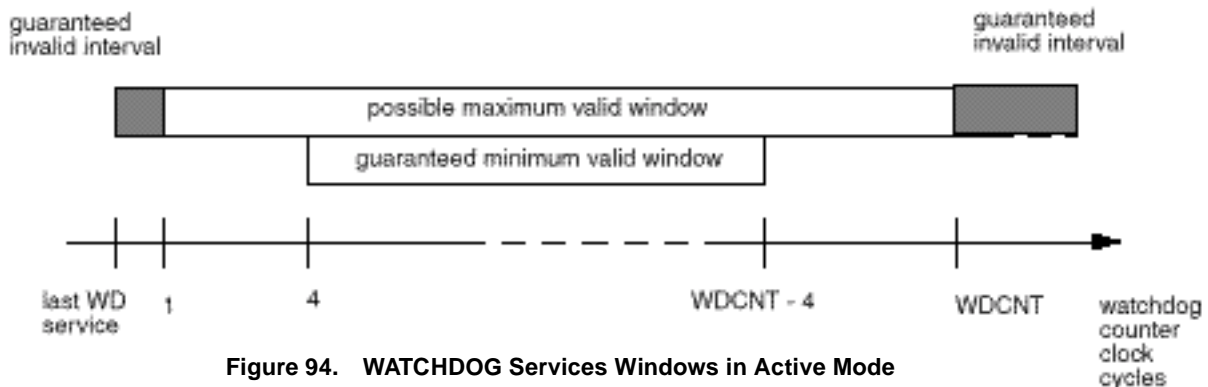 guaranteed
invalid interval
guaranteed
invalid interval
possible maximum valid window
guaranteed minimum valid window
last WD
service
1
4
WDCNT - 4
WDCNT
watchdog
counter
clock
cycles
Figure 94. WATCHDOG Services Windows in Active Mode